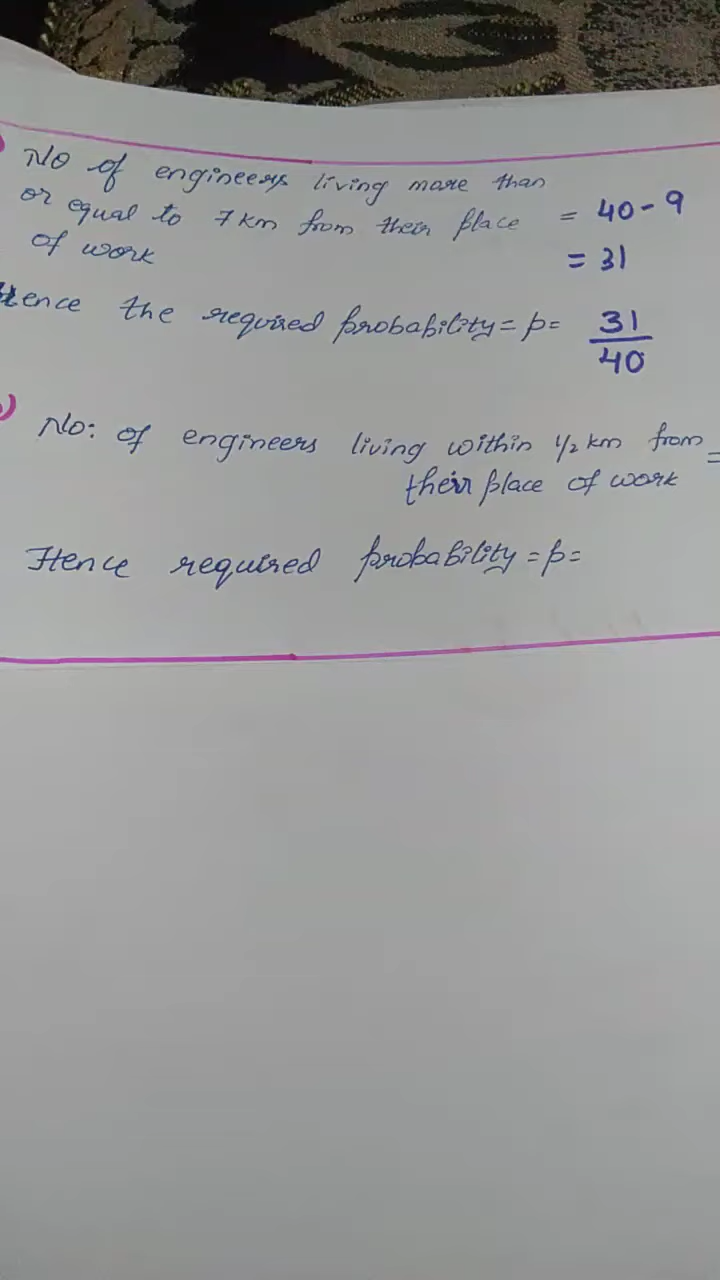 No of engineers living more than
or equal to 7 km from their place = 40 - 9
of work = 31
Hence the required probability = p = 31/40
) No: of engineers living within 1/2 km from =
their place of work
Hence required probability = p =